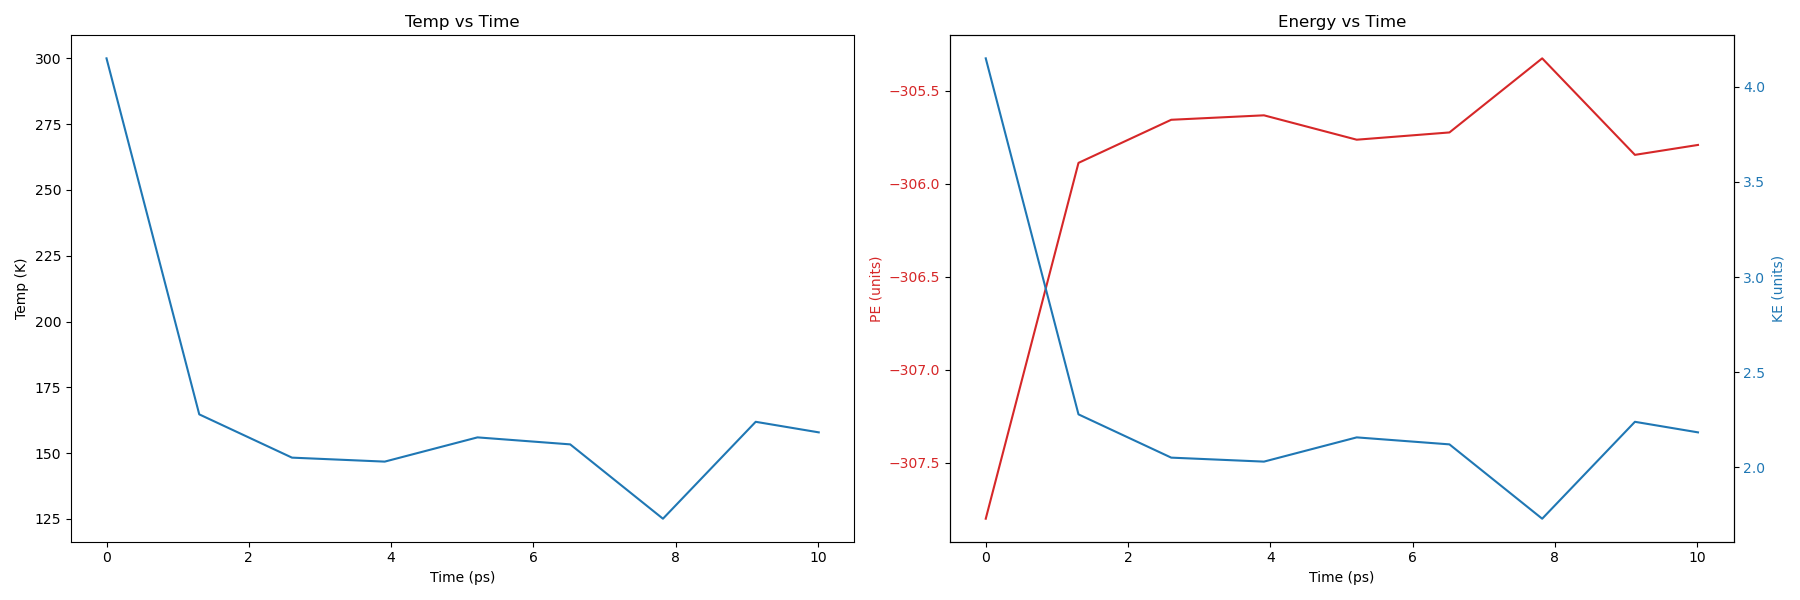 Temp vs Time
300
275
250
225
200
175
150
125
Temp (K)
0 2 4 6 8 10
Time (ps)
Energy vs Time
−305.5
−306.0
−306.5
−307.0
−307.5
PE (units)
4.0
3.5
3.0
2.5
2.0
KE (units)
0 2 4 6 8 10
Time (ps)